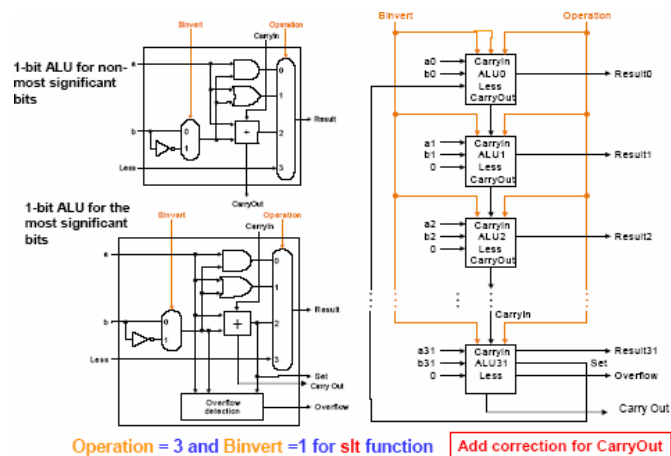 Binvert
CarryIn
Operation
1-bit ALU for non-
most significant
bits
a
0
1
Result
b
0
1
+
2
Less
3
CarryOut
1-bit ALU for the
most significant
bits
Binvert
CarryIn
Operation
a
0
1
Result
b
0
1
+
2
Less
3
Set
Carry Out
Overflow
detection
Overflow
Binvert
Operation
a0
b0
CarryIn
ALU0
Less
CarryOut
Result0
a1
b1
0
CarryIn
ALU1
Less
CarryOut
Result1
a2
b2
0
CarryIn
ALU2
Less
CarryOut
Result2
CarryIn
a31
b31
0
CarryIn
ALU31
Less
Result31
Set
Overflow
Carry Out
Operation = 3 and Binvert =1 for slt function
Add correction for CarryOut